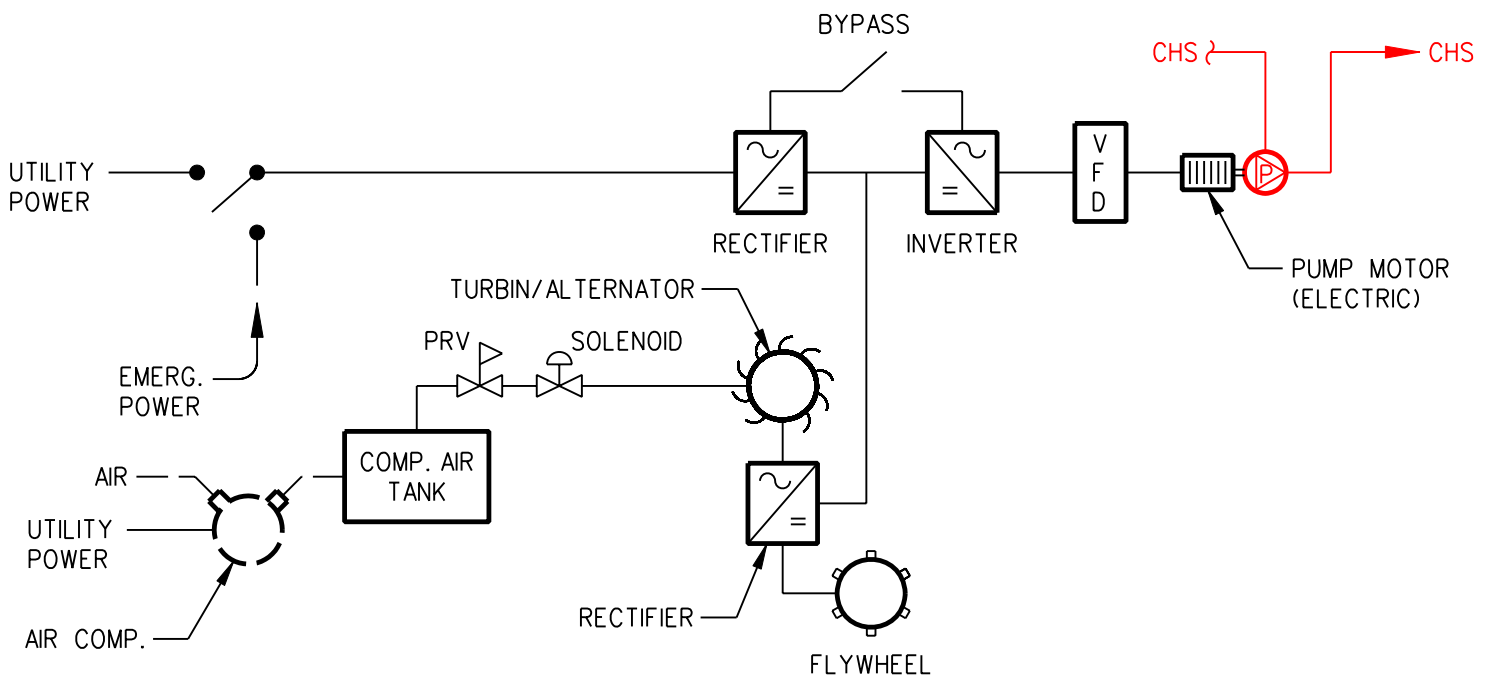 BYPASS
CHS
CHS
UTILITY
POWER
V
F
D
P
RECTIFIER
INVERTER
PUMP MOTOR
(ELECTRIC)
TURBIN/ALTERNATOR
PRV
SOLENOID
EMERG.
POWER
COMP. AIR
TANK
AIR
UTILITY
POWER
RECTIFIER
AIR COMP.
FLYWHEEL